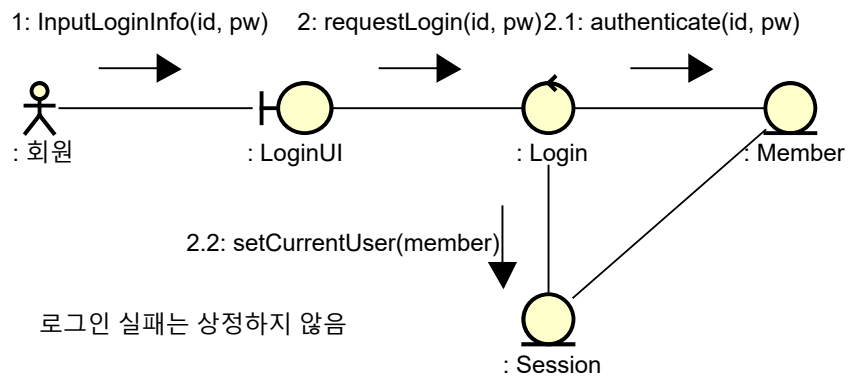 1: InputLoginInfo(id, pw)
2: requestLogin(id, pw)
2.1: authenticate(id, pw)
: 회원
: LoginUI
: Login
: Member
2.2: setCurrentUser(member)
로그인 실패는 상정하지 않음
: Session